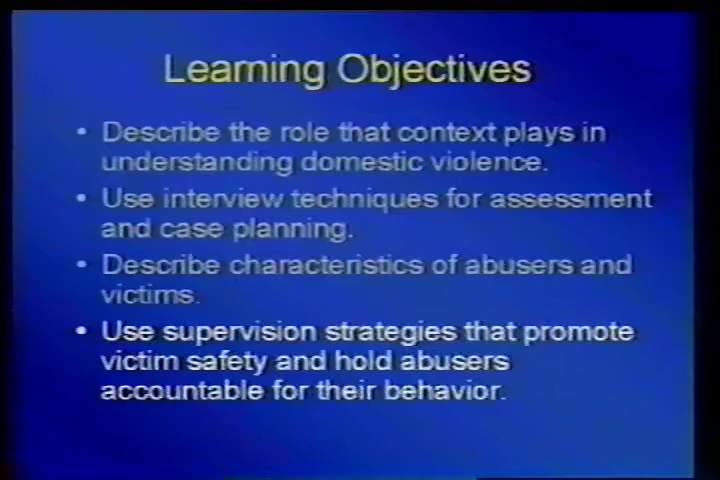 Learning Objectives
• Describe the role that context plays in
understanding domestic violence.
• Use interview techniques for assessment
and case planning.
• Describe characteristics of abusers and
victims.
• Use supervision strategies that promote
victim safety and hold abusers
accountable for their behavior.